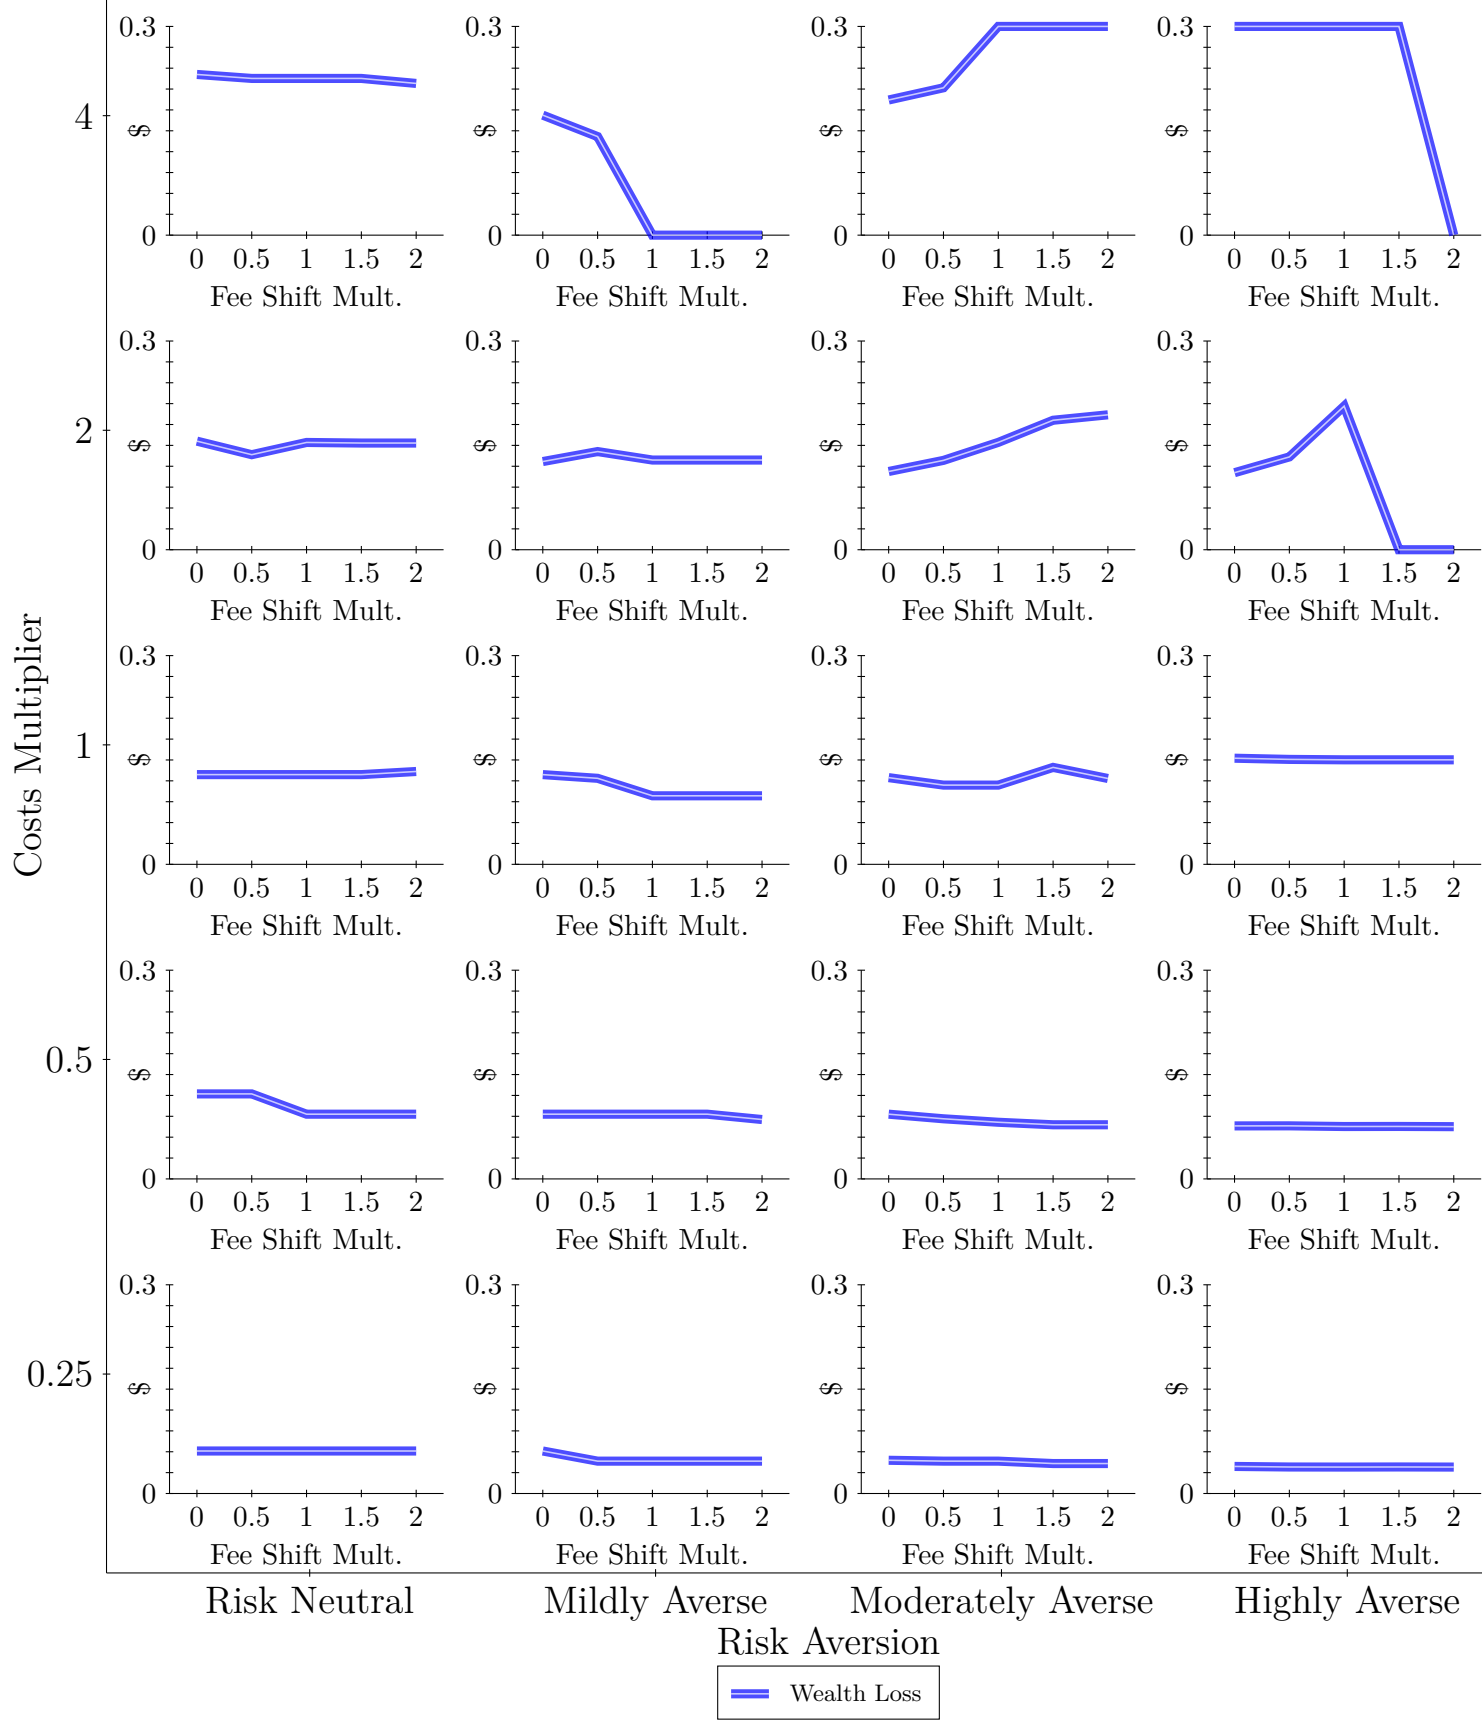 0.3 0.3 0.3 0.3
4 $ $ $ $
0 0 0 0
0 0.5 1 1.5 2 0 0.5 1 1.5 2 0 0.5 1 1.5 2 0 0.5 1 1.5 2
Fee Shift Mult. Fee Shift Mult. Fee Shift Mult. Fee Shift Mult.
0.3 0.3 0.3 0.3
2 $ $ $ $
0 0 0 0
0 0.5 1 1.5 2 0 0.5 1 1.5 2 0 0.5 1 1.5 2 0 0.5 1 1.5 2
Fee Shift Mult. Fee Shift Mult. Fee Shift Mult. Fee Shift Mult.
Costs Multiplier
0.3 0.3 0.3 0.3
1 $ $ $ $
0 0 0 0
0 0.5 1 1.5 2 0 0.5 1 1.5 2 0 0.5 1 1.5 2 0 0.5 1 1.5 2
Fee Shift Mult. Fee Shift Mult. Fee Shift Mult. Fee Shift Mult.
0.3 0.3 0.3 0.3
0.5 $ $ $ $
0 0 0 0
0 0.5 1 1.5 2 0 0.5 1 1.5 2 0 0.5 1 1.5 2 0 0.5 1 1.5 2
Fee Shift Mult. Fee Shift Mult. Fee Shift Mult. Fee Shift Mult.
0.3 0.3 0.3 0.3
0.25 $ $ $ $
0 0 0 0
0 0.5 1 1.5 2 0 0.5 1 1.5 2 0 0.5 1 1.5 2 0 0.5 1 1.5 2
Fee Shift Mult. Fee Shift Mult. Fee Shift Mult. Fee Shift Mult.
Risk Neutral Mildly Averse Moderately Averse Highly Averse
Risk Aversion
Wealth Loss